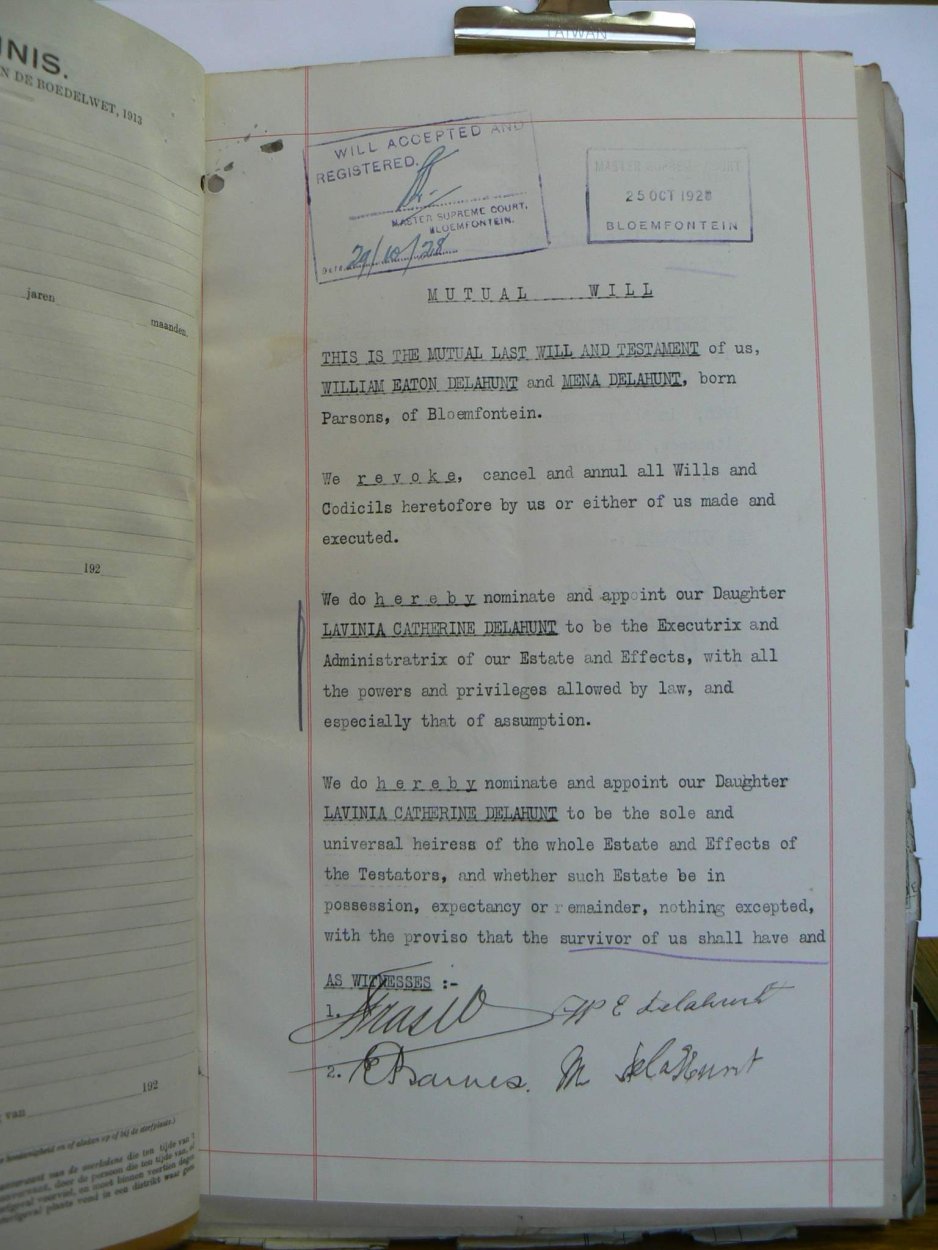 TAIWAN
NIS.
N DE BOEDELWET, 1913
jaren
maanden.
192
192
van
WILL ACCEPTED AND
REGISTERED.
MASTER SUPREME COURT,
BLOEMFONTEIN.
Date 29/10/28
MASTER SUPREME COURT
25 OCT 1928
BLOEMFONTEIN
MUTUAL WILL
THIS IS THE MUTUAL LAST WILL AND TESTAMENT of us,
WILLIAM EATON DELAHUNT and MENA DELAHUNT, born
Parsons, of Bloemfontein.
We revoke, cancel and annul all Wills and
Codicils heretofore by us or either of us made and
executed.
We do hereby nominate and appoint our Daughter
LAVINIA CATHERINE DELAHUNT to be the Executrix and
Administratrix of our Estate and Effects, with all
the powers and privileges allowed by law, and
especially that of assumption.
We do hereby nominate and appoint our Daughter
LAVINIA CATHERINE DELAHUNT to be the sole and
universal heiress of the whole Estate and Effects of
the Testators, and whether such Estate be in
possession, expectancy or remainder, nothing excepted,
with the proviso that the survivor of us shall have and
AS WITNESSES :-
1. W E Delahunt
2. E Barnes. M Delahunt